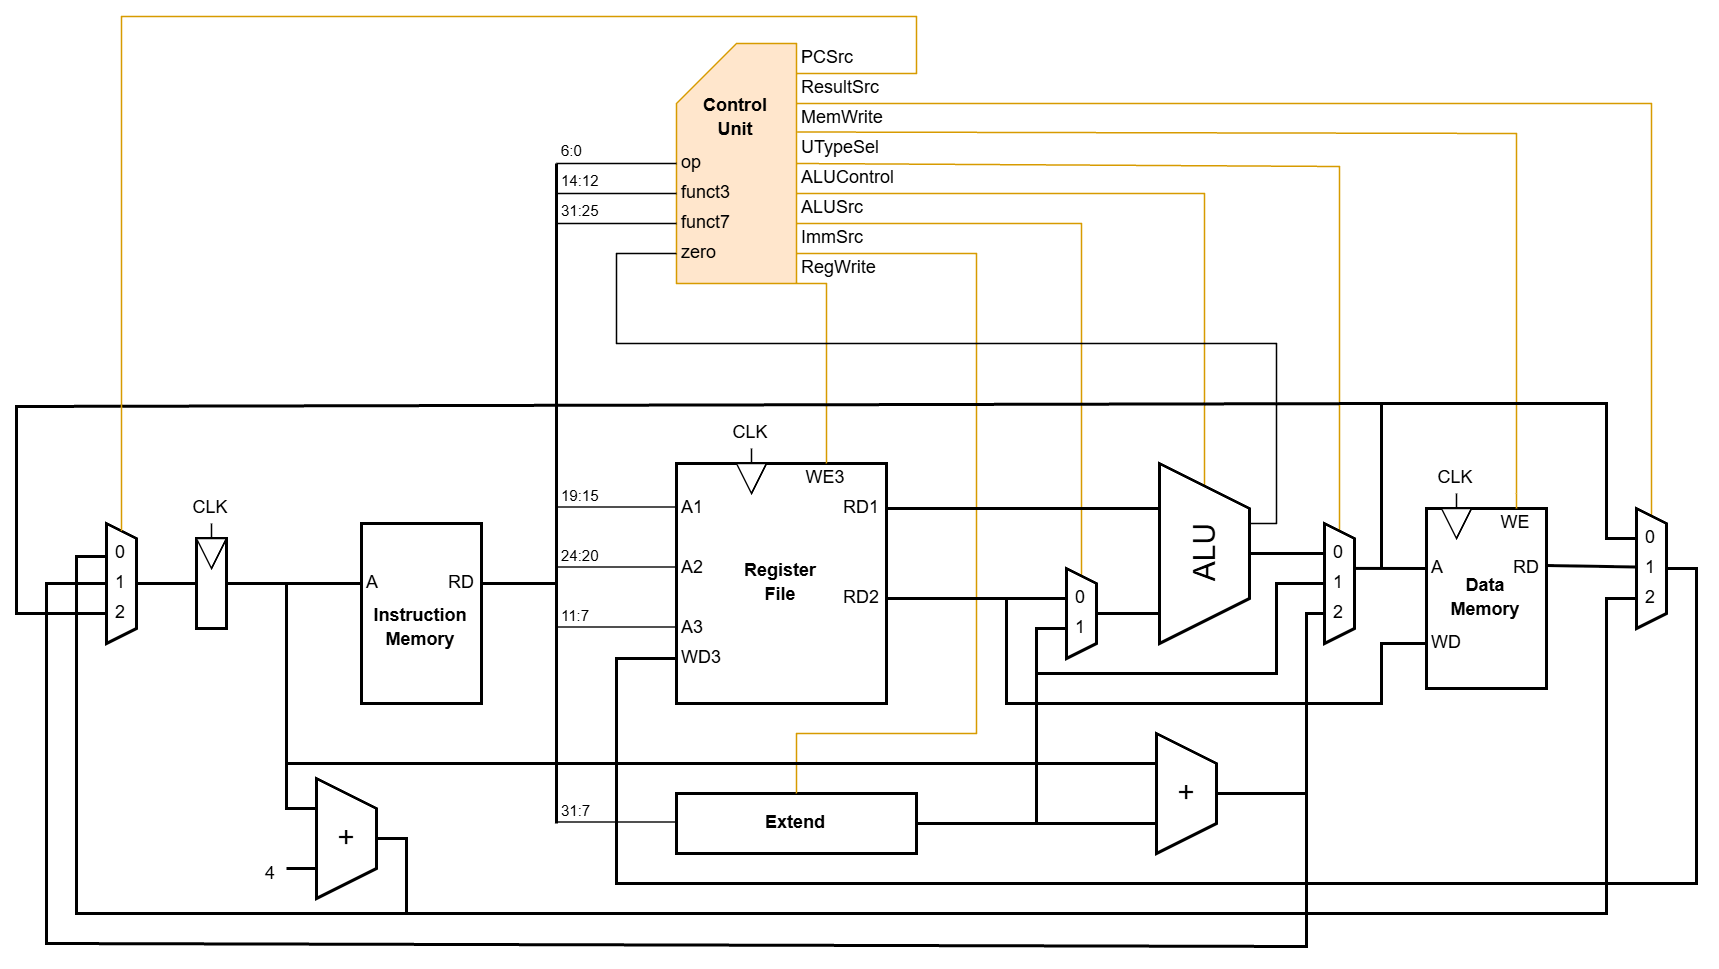 PCSrc
ResultSrc
Control
Unit
MemWrite
UTypeSel
6:0
op
ALUControl
14:12
funct3
ALUSrc
31:25
funct7
ImmSrc
zero
RegWrite
CLK
WE3
CLK
CLK
WE
19:15
A1
RD1
24:20
A2
Register
File
RD2
11:7
A3
WD3
0
1
2
A
RD
Instruction
Memory
0
1
ALU
0
1
2
A
RD
Data
Memory
WD
0
1
2
31:7
Extend
+
+
4